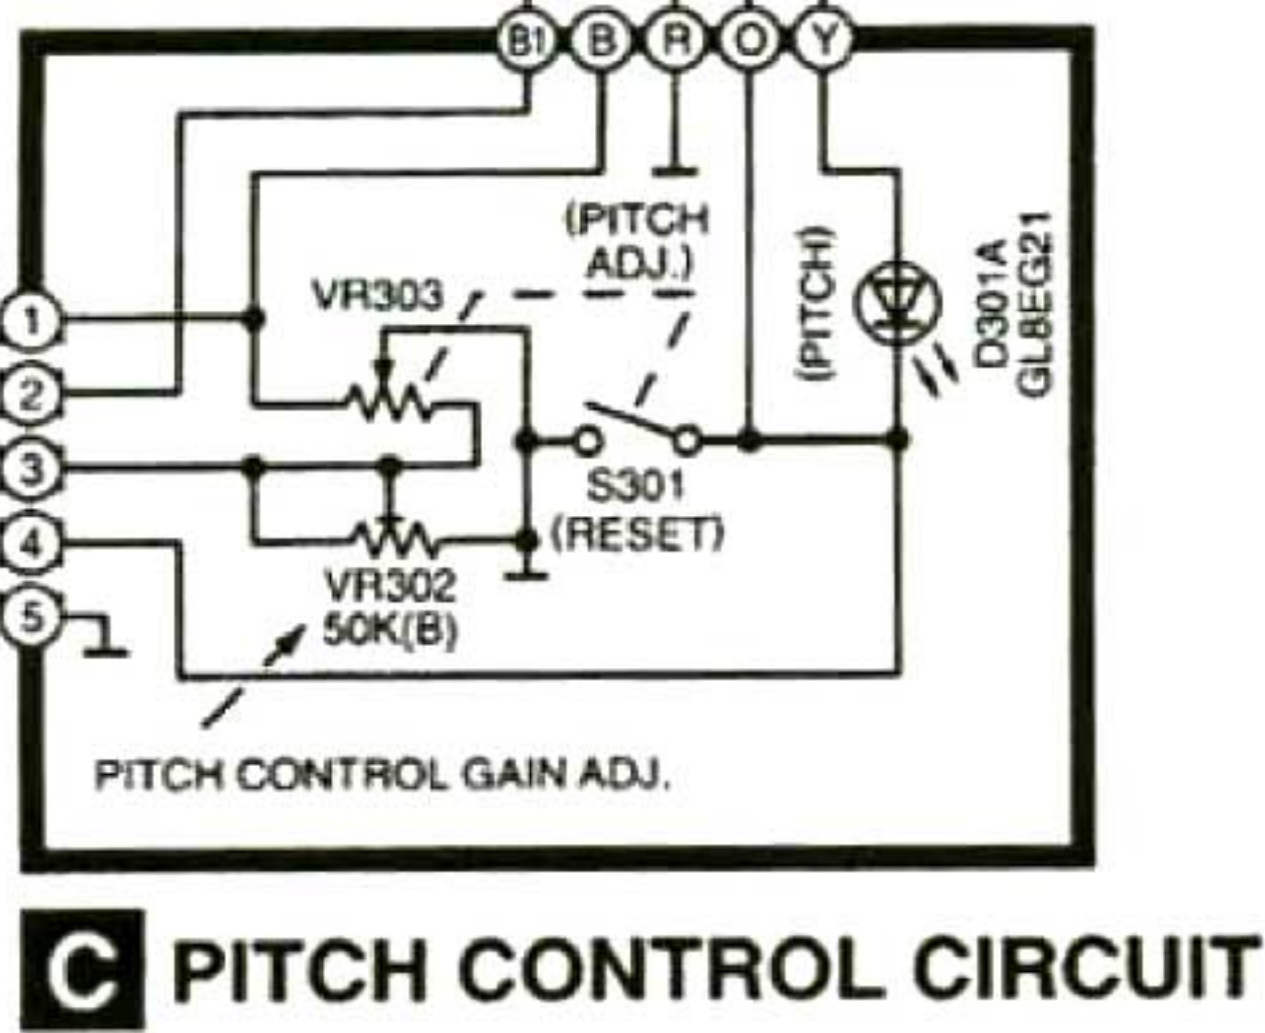 B1 B R O Y
(PITCH
ADJ.)
VR303
(PITCH)
D301A
GL8EG21
1
2
3
4
5
S301
(RESET)
VR302
50K(B)
PITCH CONTROL GAIN ADJ.
C PITCH CONTROL CIRCUIT